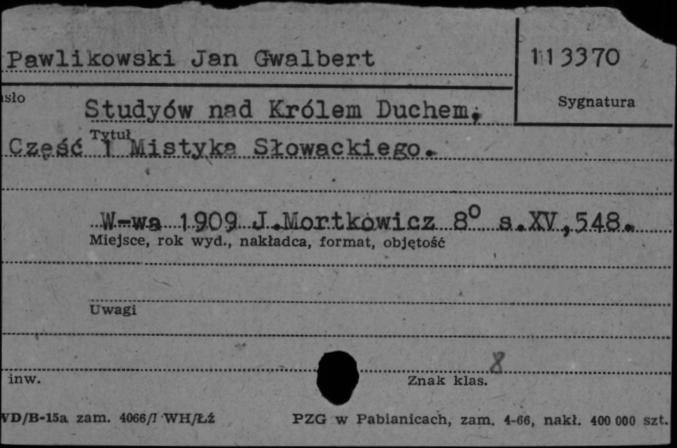 Pawlikowski Jan Gwalbert 113370
Sygnatura
Studyów nad Królem Duchem,
Tytuł
Część 1 Mistyka Słowackiego.
W-wa 1909 J.Mortkowicz 8º s.XV,548.
Miejsce, rok wyd., nakładca, format, objętość
Uwagi
8
inw. Znak klas.
VD/B-15a zam. 4066/I WH/Łź PZG w Pabianicach, zam. 4-66, nakł. 400 000 szt.